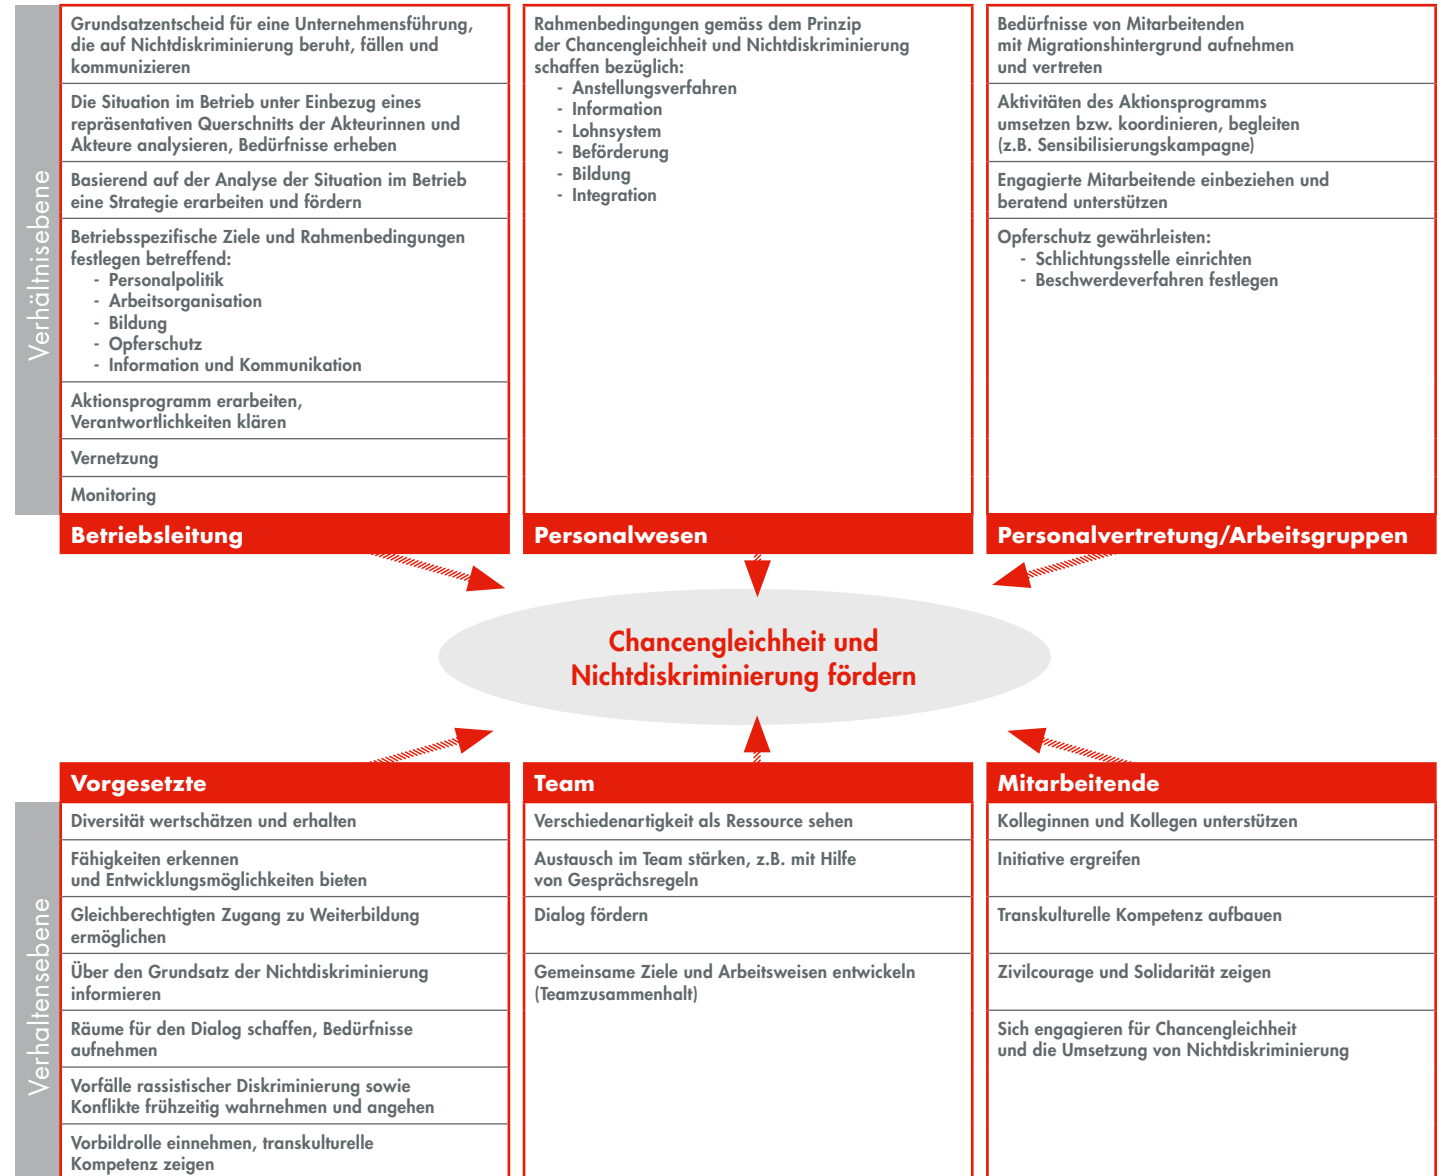 Verhältnisebene
Grundsatzentscheid für eine Unternehmensführung,
die auf Nichtdiskriminierung beruht, fällen und
kommunizieren
Die Situation im Betrieb unter Einbezug eines
repräsentativen Querschnitts der Akteurinnen und
Akteure analysieren, Bedürfnisse erheben
Basierend auf der Analyse der Situation im Betrieb
eine Strategie erarbeiten und fördern
Betriebsspezifische Ziele und Rahmenbedingungen
festlegen betreffend:
- Personalpolitik
- Arbeitsorganisation
- Bildung
- Opferschutz
- Information und Kommunikation
Aktionsprogramm erarbeiten,
Verantwortlichkeiten klären
Vernetzung
Monitoring
Betriebsleitung
Rahmenbedingungen gemäss dem Prinzip
der Chancengleichheit und Nichtdiskriminierung
schaffen bezüglich:
- Anstellungsverfahren
- Information
- Lohnsystem
- Beförderung
- Bildung
- Integration
Personalwesen
Bedürfnisse von Mitarbeitenden
mit Migrationshintergrund aufnehmen
und vertreten
Aktivitäten des Aktionsprogramms
umsetzen bzw. koordinieren, begleiten
(z.B. Sensibilisierungskampagne)
Engagierte Mitarbeitende einbeziehen und
beratend unterstützen
Opferschutz gewährleisten:
- Schlichtungsstelle einrichten
- Beschwerdeverfahren festlegen
Personalvertretung/Arbeitsgruppen
Chancengleichheit und
Nichtdiskriminierung fördern
Verhaltensebene
Vorgesetzte
Diversität wertschätzen und erhalten
Fähigkeiten erkennen
und Entwicklungsmöglichkeiten bieten
Gleichberechtigten Zugang zu Weiterbildung
ermöglichen
Über den Grundsatz der Nichtdiskriminierung
informieren
Räume für den Dialog schaffen, Bedürfnisse
aufnehmen
Vorfälle rassistischer Diskriminierung sowie
Konflikte frühzeitig wahrnehmen und angehen
Vorbildrolle einnehmen, transkulturelle
Kompetenz zeigen
Team
Verschiedenartigkeit als Ressource sehen
Austausch im Team stärken, z.B. mit Hilfe
von Gesprächsregeln
Dialog fördern
Gemeinsame Ziele und Arbeitsweisen entwickeln
(Teamzusammenhalt)
Mitarbeitende
Kolleginnen und Kollegen unterstützen
Initiative ergreifen
Transkulturelle Kompetenz aufbauen
Zivilcourage und Solidarität zeigen
Sich engagieren für Chancengleichheit
und die Umsetzung von Nichtdiskriminierung